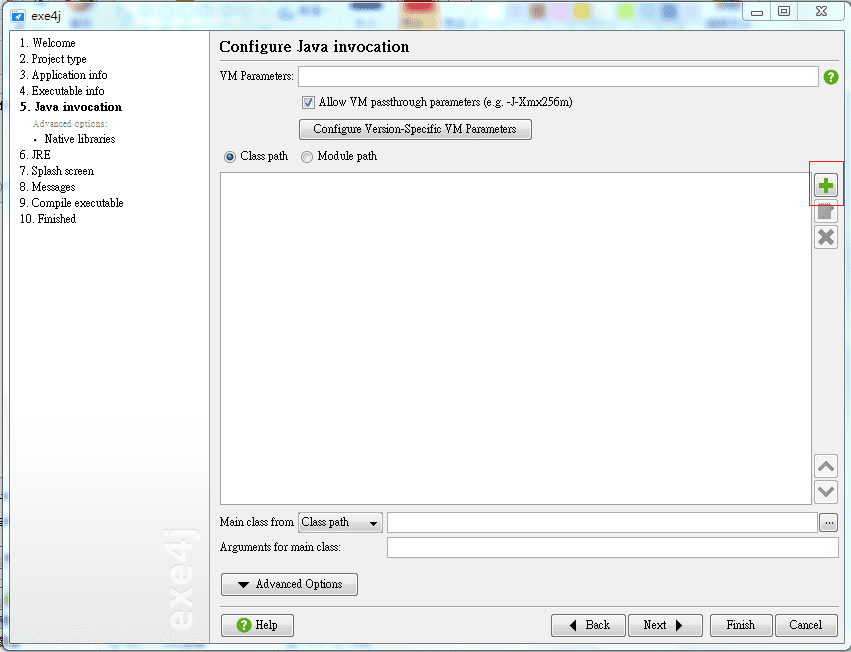 exe4j
1. Welcome
2. Project type
3. Application info
4. Executable info
5. Java invocation
Advanced options:
• Native libraries
6. JRE
7. Splash screen
8. Messages
9. Compile executable
10. Finished
exe4j
Configure Java invocation
VM Parameters:
Allow VM passthrough parameters (e.g. -J-Xmx256m)
Configure Version-Specific VM Parameters
Class path Module path
Main class from Class path ...
Arguments for main class:
Advanced Options
Help Back Next Finish Cancel